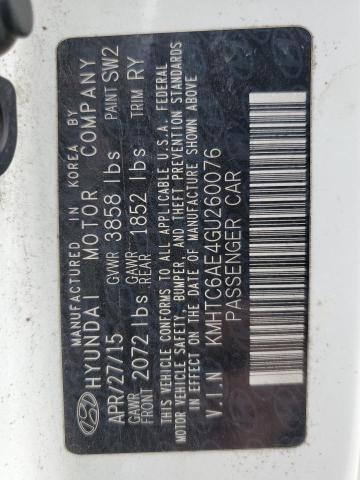 MANUFACTURED IN KOREA BY
HYUNDAI MOTOR COMPANY
APR/27/15 GVWR 3858 lbs PAINT SW2
GAWR FRONT 2072 lbs GAWR REAR 1852 lbs TRIM RY
THIS VEHICLE CONFORMS TO ALL APPLICABLE U.S.A. FEDERAL
MOTOR VEHICLE SAFETY, BUMPER, AND THEFT PREVENTION STANDARDS
IN EFFECT ON THE DATE OF MANUFACTURE SHOWN ABOVE
V.I.N KMHTC6AE4GU260076
PASSENGER CAR